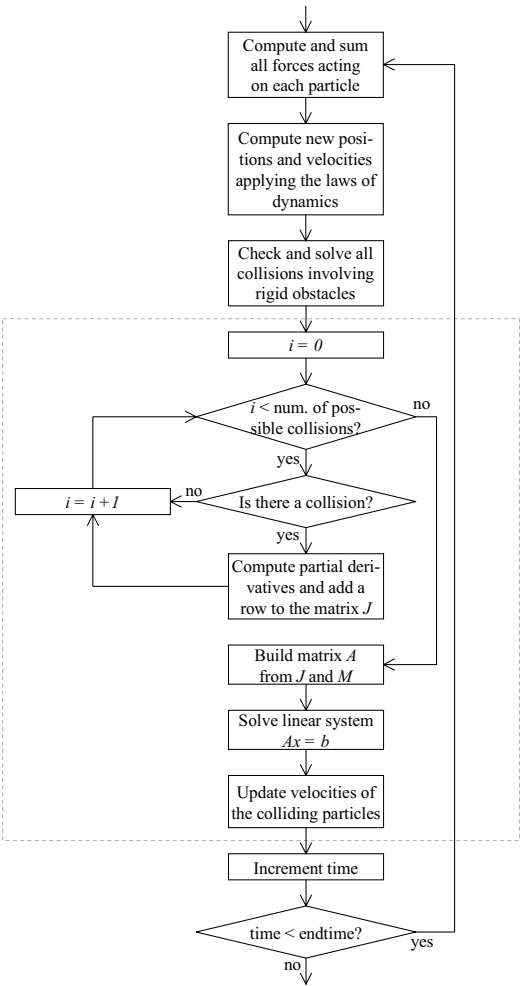 Compute and sum
all forces acting
on each particle
Compute new posi-
tions and velocities
applying the laws of
dynamics
Check and solve all
collisions involving
rigid obstacles
i = 0
i < num. of pos-
sible collisions?
no
yes
Is there a collision?
no
i = i +1
yes
Compute partial deri-
vatives and add a
row to the matrix J
Build matrix A
from J and M
Solve linear system
Ax = b
Update velocities of
the colliding particles
Increment time
time < endtime?
yes
no